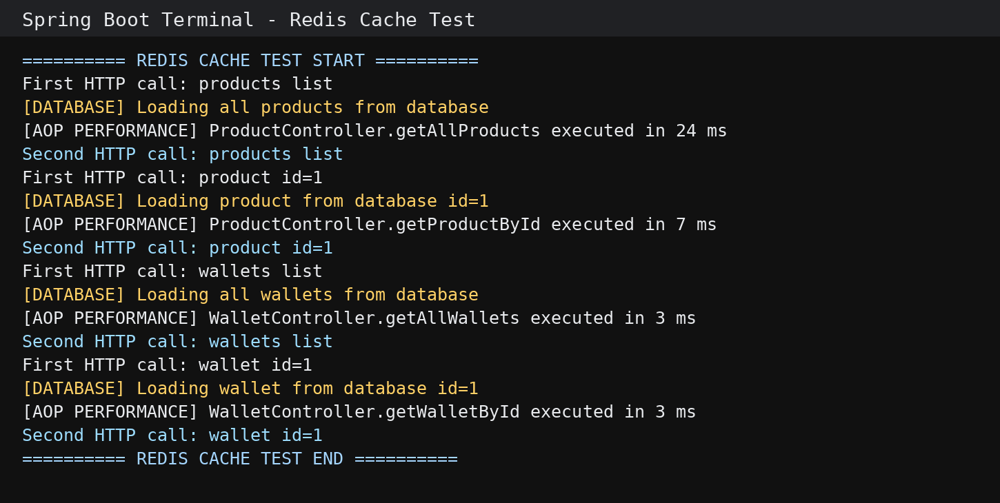 Spring Boot Terminal - Redis Cache Test
========== REDIS CACHE TEST START ==========
First HTTP call: products list
[DATABASE] Loading all products from database
[AOP PERFORMANCE] ProductController.getAllProducts executed in 24 ms
Second HTTP call: products list
First HTTP call: product id=1
[DATABASE] Loading product from database id=1
[AOP PERFORMANCE] ProductController.getProductById executed in 7 ms
Second HTTP call: product id=1
First HTTP call: wallets list
[DATABASE] Loading all wallets from database
[AOP PERFORMANCE] WalletController.getAllWallets executed in 3 ms
Second HTTP call: wallets list
First HTTP call: wallet id=1
[DATABASE] Loading wallet from database id=1
[AOP PERFORMANCE] WalletController.getWalletById executed in 3 ms
Second HTTP call: wallet id=1
========== REDIS CACHE TEST END ==========